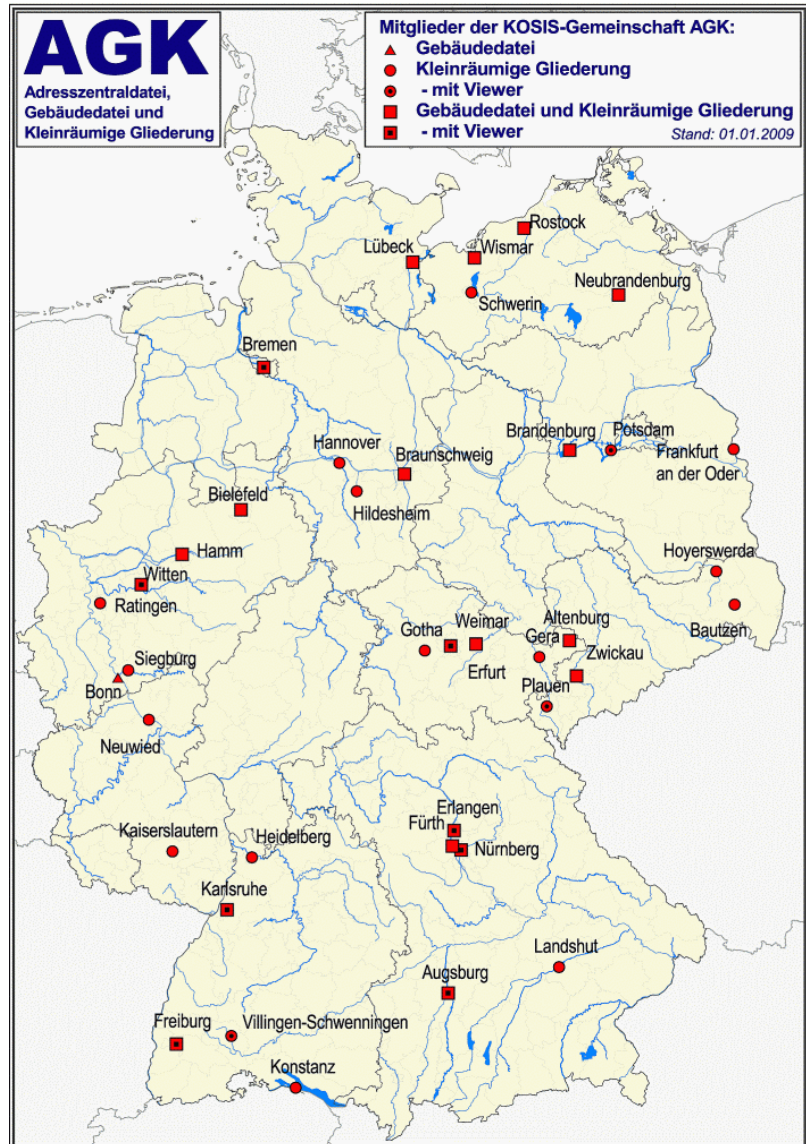 AGK
Adresszentraldatei,
Gebäudedatei und
Kleinräumige Gliederung
Mitglieder der KOSIS-Gemeinschaft AGK:
Gebäudedatei
Kleinräumige Gliederung
- mit Viewer
Gebäudedatei und Kleinräumige Gliederung
- mit Viewer
Stand: 01.01.2009
Rostock
Lübeck
Wismar
Neubrandenburg
Schwerin
Bremen
Brandenburg
Potsdam
Hannover
Braunschweig
Frankfurt
an der Oder
Bielefeld
Hildesheim
Hamm
Hoyerswerda
Witten
Ratingen
Bautzen
Gotha
Weimar
Altenburg
Gera
Zwickau
Siegburg
Erfurt
Bonn
Plauen
Neuwied
Erlangen
Fürth
Kaiserslautern
Heidelberg
Nürnberg
Karlsruhe
Landshut
Augsburg
Freiburg
Villingen-Schwenningen
Konstanz